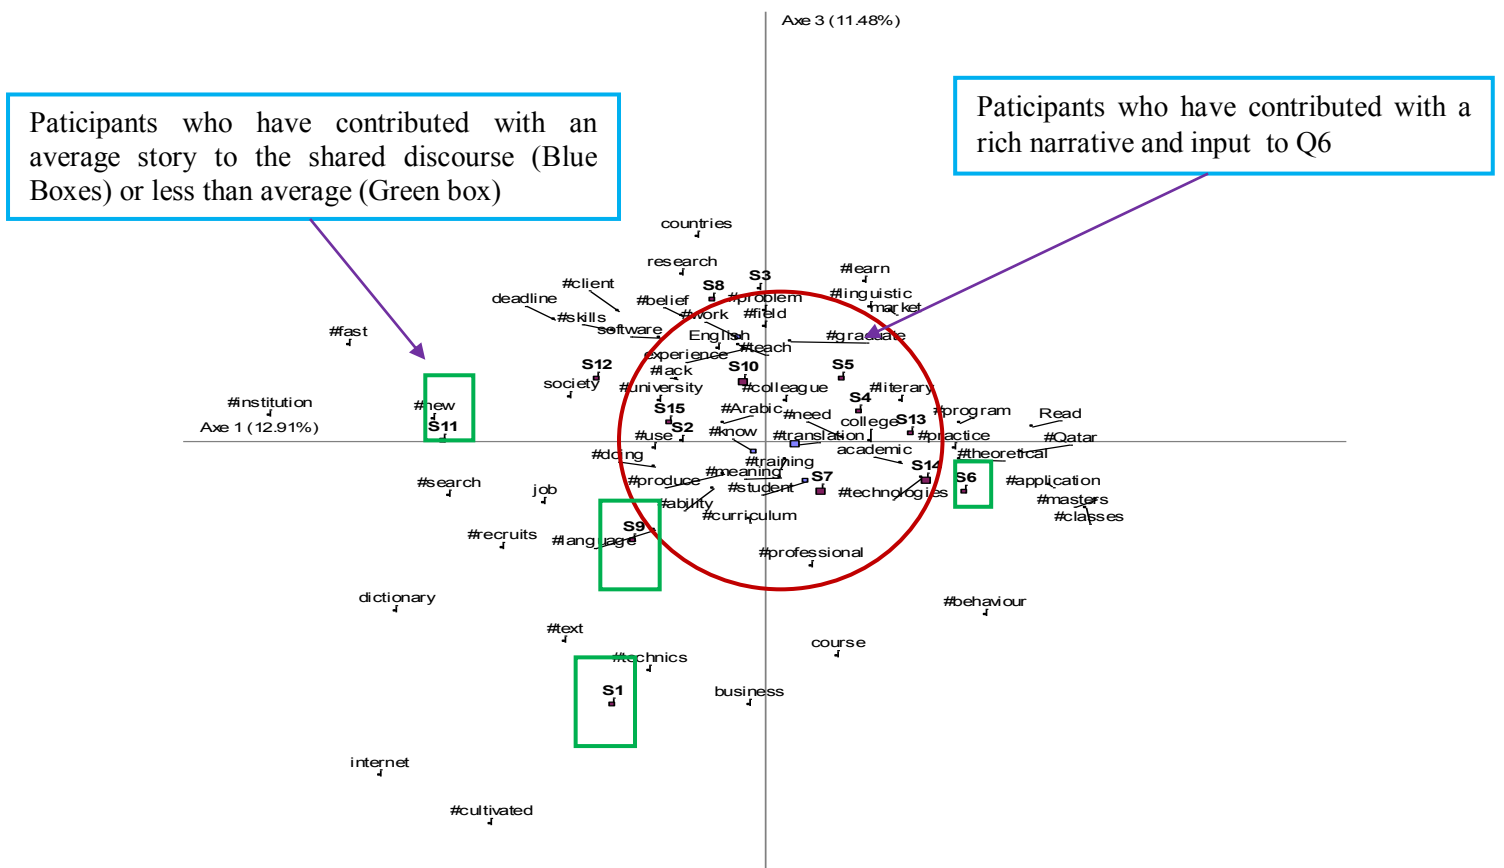 Axe 3 (11.48%)
Paticipants who have contributed with an
average story to the shared discourse (Blue
Boxes) or less than average (Green box)
Paticipants who have contributed with a
rich narrative and input to Q6
countries
research
#learn
S3
#client
S8
#linguistic
deadline
#belief
#problem
market
#skills
#work
#field
#fast
software
English
#graduate
#teach
experience
S12
#lack
S10
S5
society
#university
#colleague
#literary
#institution
#new
S15
#Arabic
#need
S4
#program
Read
Axe 1 (12.91%)
S11
S2
college
S13
#use
#know
#translation
#practice
#Qatar
#doing
#training
academic
#theoretical
#search
#produce
#meaning
S7
S14
S6
#application
job
#student
#technologies
#masters
#ability
#curriculum
#classes
#recruits
S9
#language
#professional
dictionary
#behaviour
#text
course
#technics
S1
business
internet
#cultivated